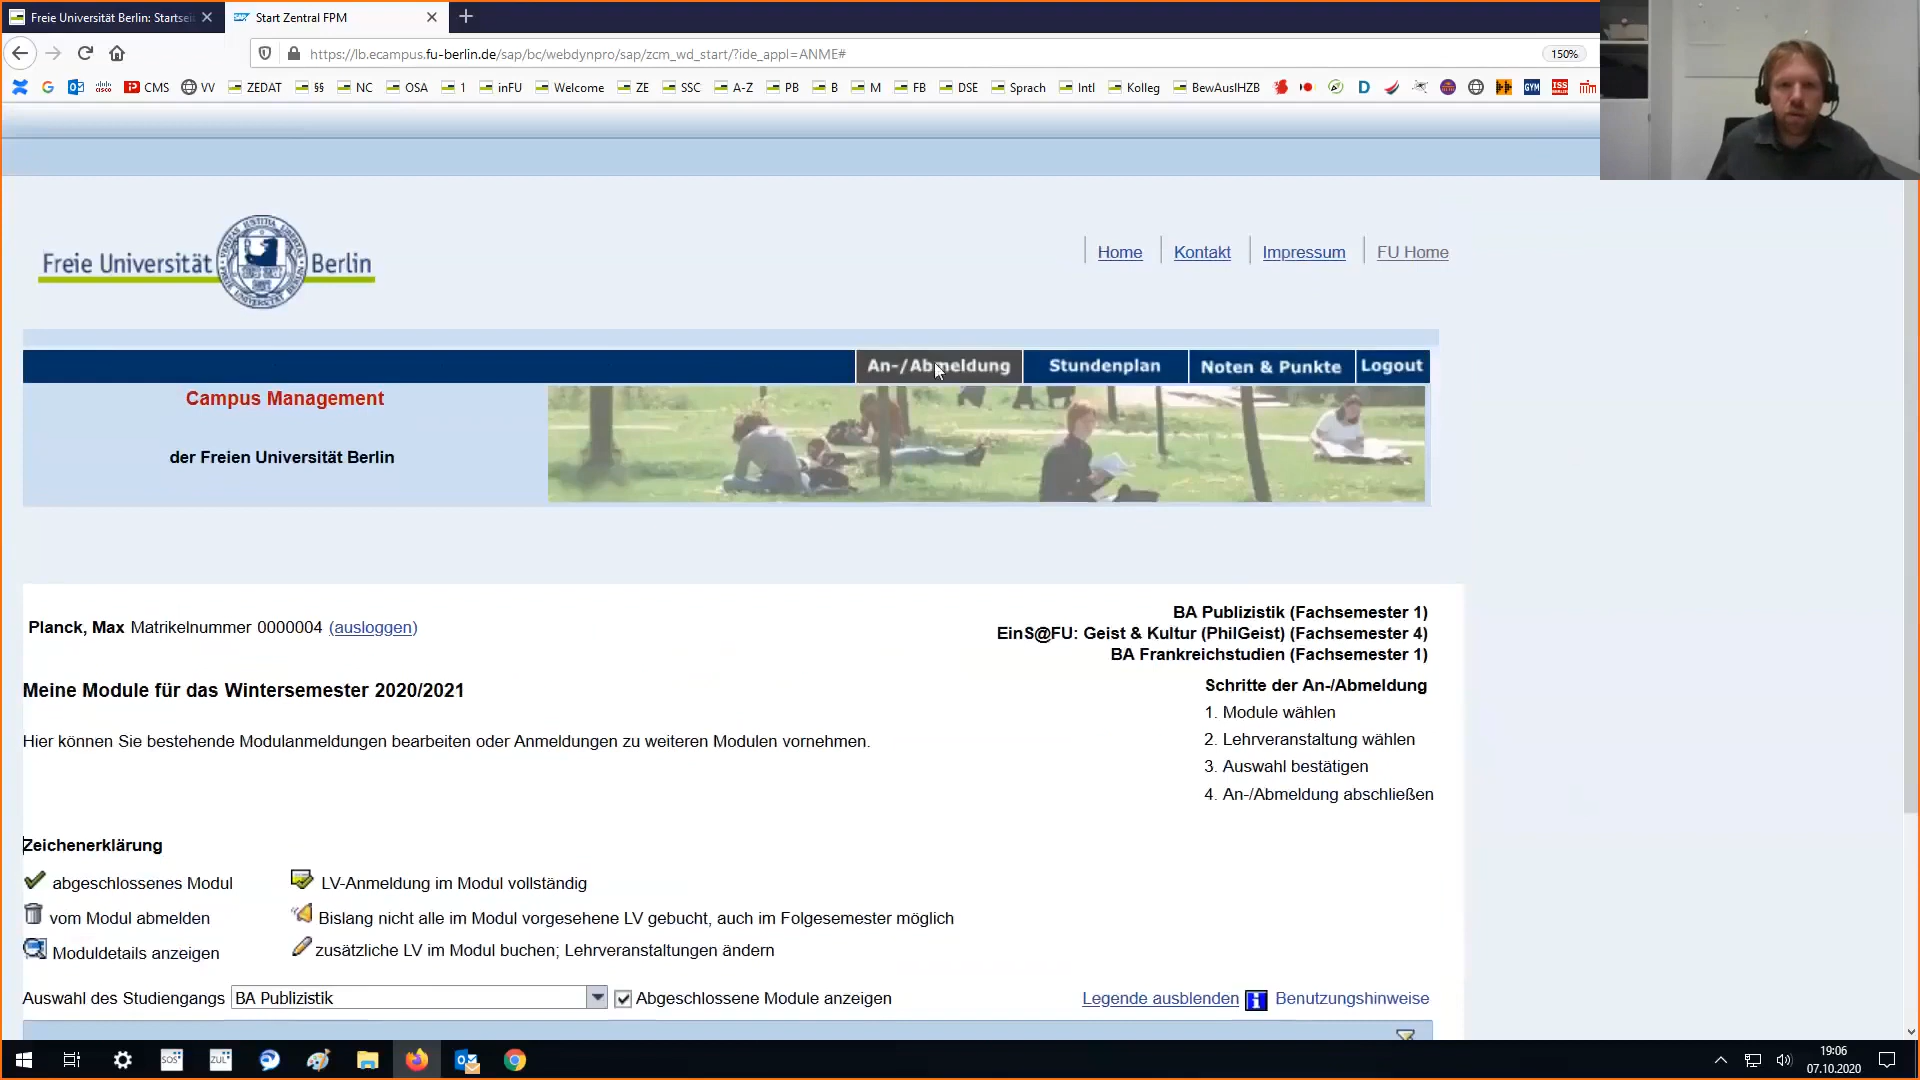 Freie Universität Berlin: Startsei
Start Zentral FPM
https://lb.ecampus.fu-berlin.de/sap/bc/webdynpro/sap/zcm_wd_start/?ide_appl=ANME#
150%
CMS VV ZEDAT §§ NC OSA 1 inFU Welcome ZE SSC A-Z PB B M FB DSE Sprach Intl Kolleg BewAuslHZB
Freie Universität Berlin
Home Kontakt Impressum FU Home
An-/Abmeldung Stundenplan Noten & Punkte Logout
Campus Management
der Freien Universität Berlin
Planck, Max Matrikelnummer 0000004 (ausloggen)
BA Publizistik (Fachsemester 1)
EinS@FU: Geist & Kultur (PhilGeist) (Fachsemester 4)
BA Frankreichstudien (Fachsemester 1)
Meine Module für das Wintersemester 2020/2021
Hier können Sie bestehende Modulanmeldungen bearbeiten oder Anmeldungen zu weiteren Modulen vornehmen.
Schritte der An-/Abmeldung
1. Module wählen
2. Lehrveranstaltung wählen
3. Auswahl bestätigen
4. An-/Abmeldung abschließen
Zeichenerklärung
abgeschlossenes Modul LV-Anmeldung im Modul vollständig
vom Modul abmelden Bislang nicht alle im Modul vorgesehene LV gebucht, auch im Folgesemester möglich
Moduldetails anzeigen zusätzliche LV im Modul buchen; Lehrveranstaltungen ändern
Auswahl des Studiengangs BA Publizistik Abgeschlossene Module anzeigen Legende ausblenden Benutzungshinweise
19:06
07.10.2020